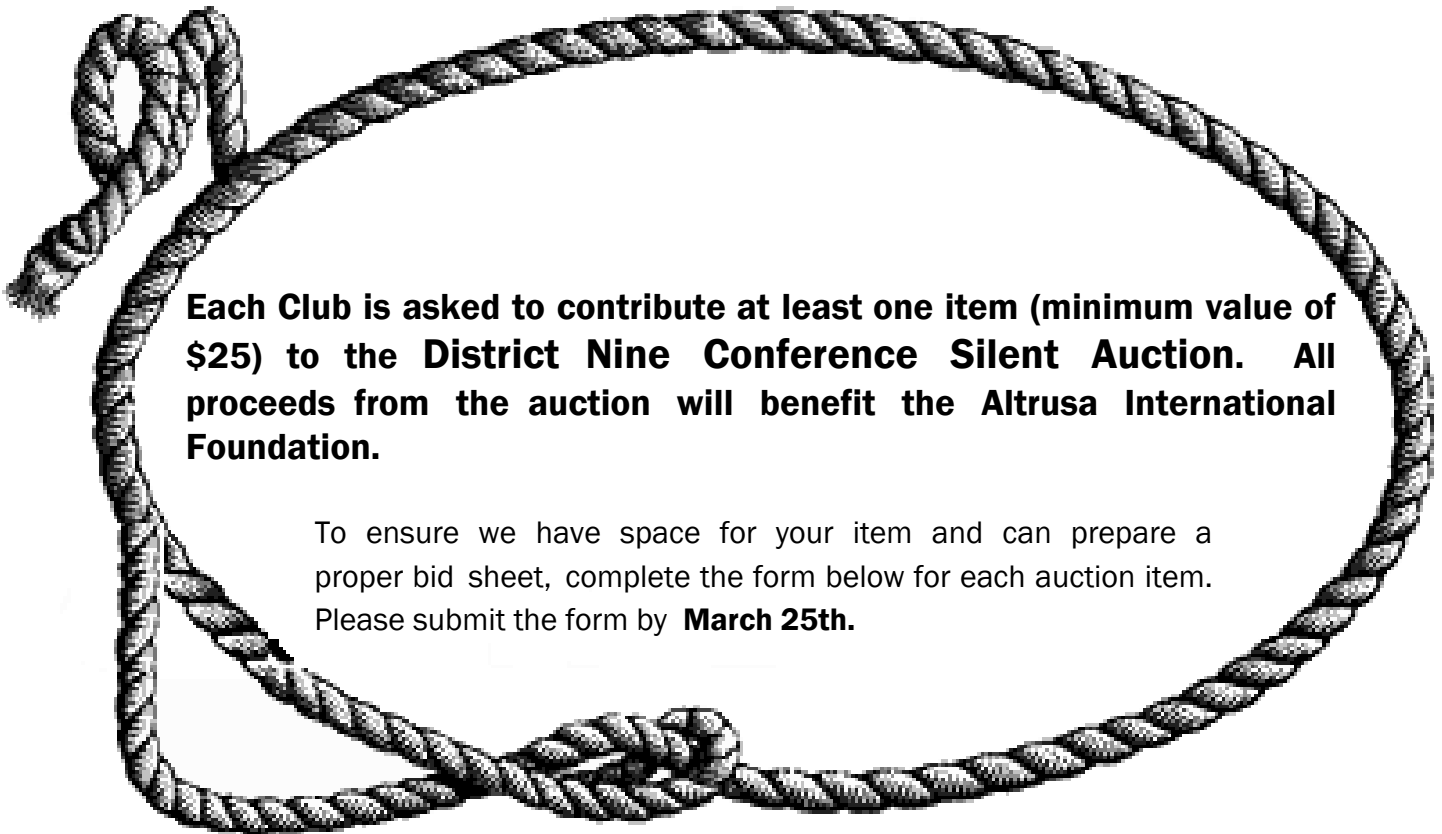 Each Club is asked to contribute at least one item (minimum value of
$25) to the District Nine Conference Silent Auction. All
proceeds from the auction will benefit the Altrusa International
Foundation.
To ensure we have space for your item and can prepare a
proper bid sheet, complete the form below for each auction item.
Please submit the form by March 25th.